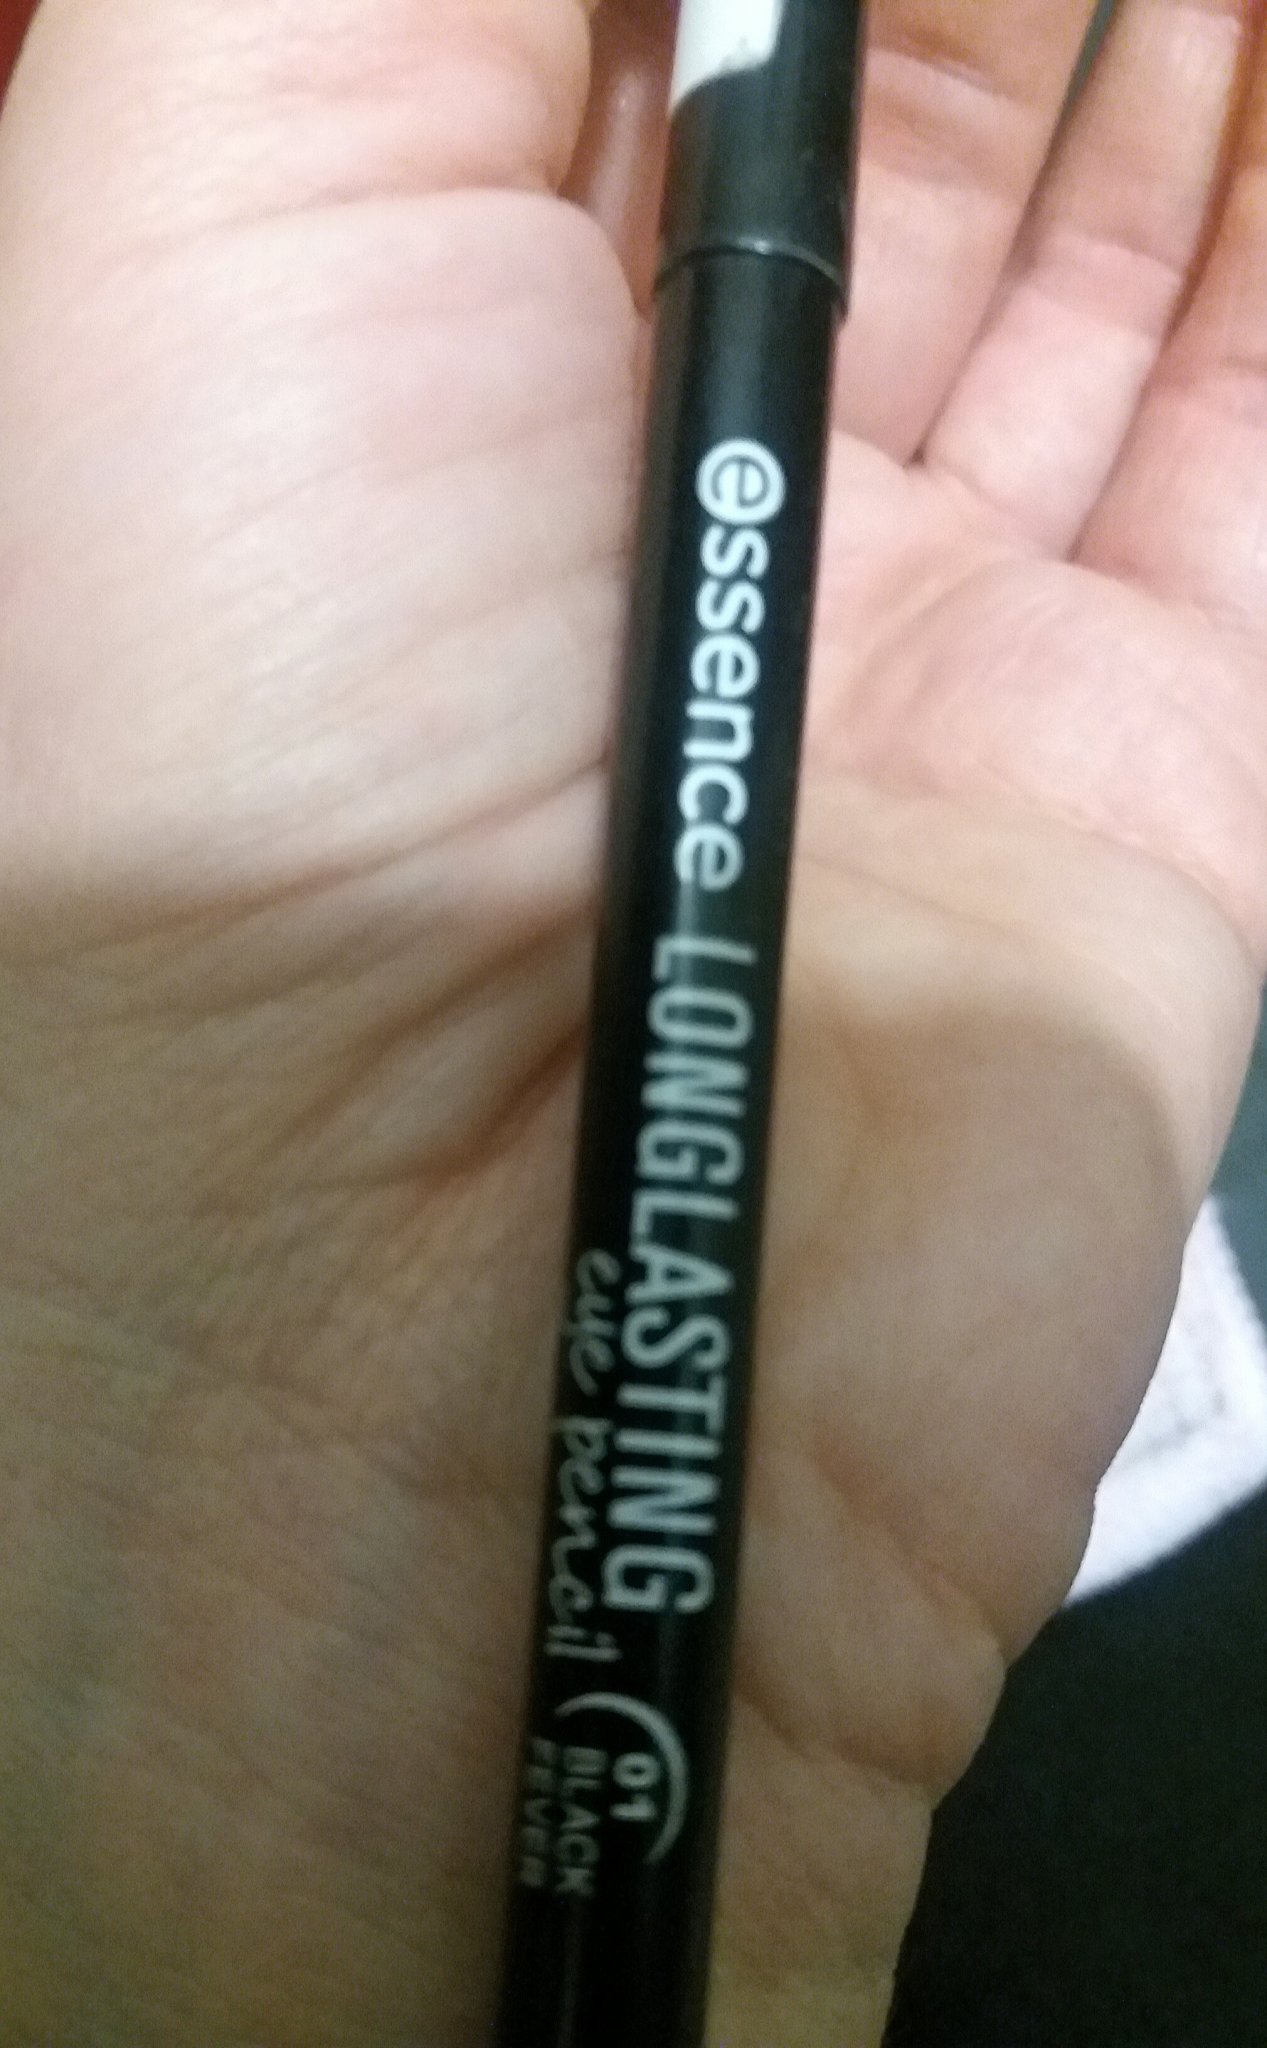 essence LONGLASTING
eye pencil
01
BLACK
FEVER